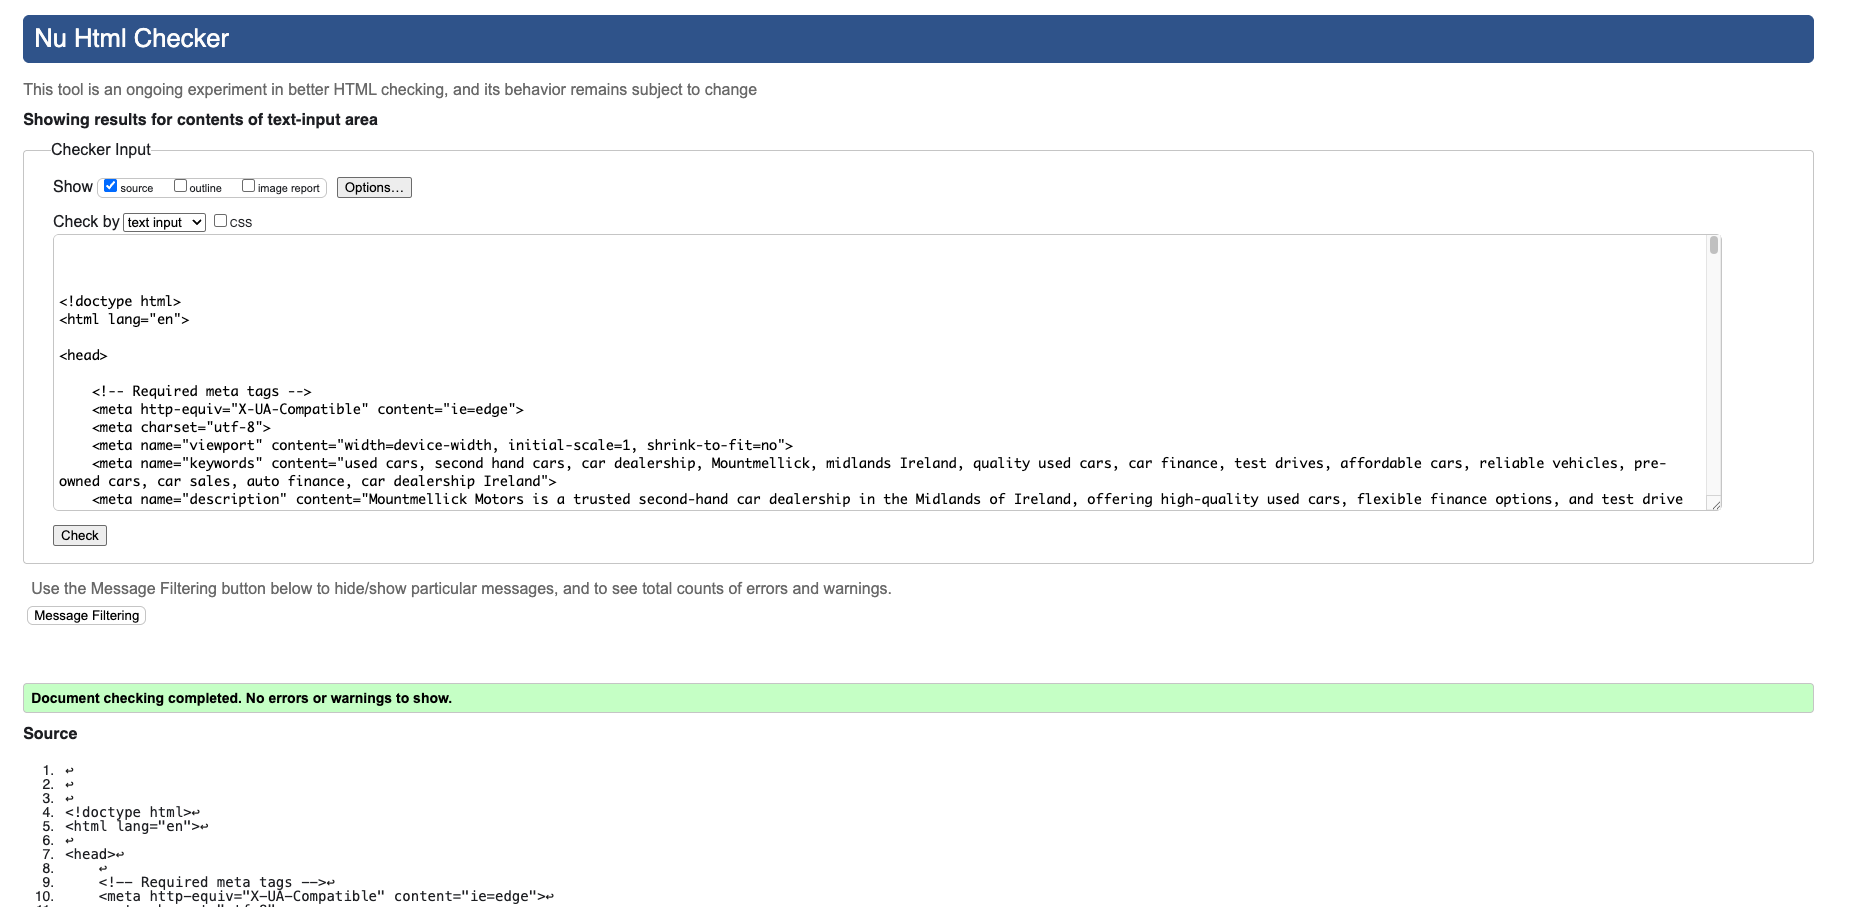 Nu Html Checker
This tool is an ongoing experiment in better HTML checking, and its behavior remains subject to change
Showing results for contents of text-input area
Checker Input
Show source outline image report Options...
Check by text input CSS
<!doctype html>
<html lang="en">
<head>
<!-- Required meta tags -->
<meta http-equiv="X-UA-Compatible" content="ie=edge">
<meta charset="utf-8">
<meta name="viewport" content="width=device-width, initial-scale=1, shrink-to-fit=no">
<meta name="keywords" content="used cars, second hand cars, car dealership, Mountmellick, midlands Ireland, quality used cars, car finance, test drives, affordable cars, reliable vehicles, pre-
owned cars, car sales, auto finance, car dealership Ireland">
<meta name="description" content="Mountmellick Motors is a trusted second-hand car dealership in the Midlands of Ireland, offering high-quality used cars, flexible finance options, and test drive
Check
Use the Message Filtering button below to hide/show particular messages, and to see total counts of errors and warnings.
Message Filtering
Document checking completed. No errors or warnings to show.
Source
1. ↩
2. ↩
3. ↩
4. <!doctype html>↩
5. <html lang="en">↩
6. ↩
7. <head>↩
8. ↩
9. <!-- Required meta tags -->↩
10. <meta http-equiv="X-UA-Compatible" content="ie=edge">↩